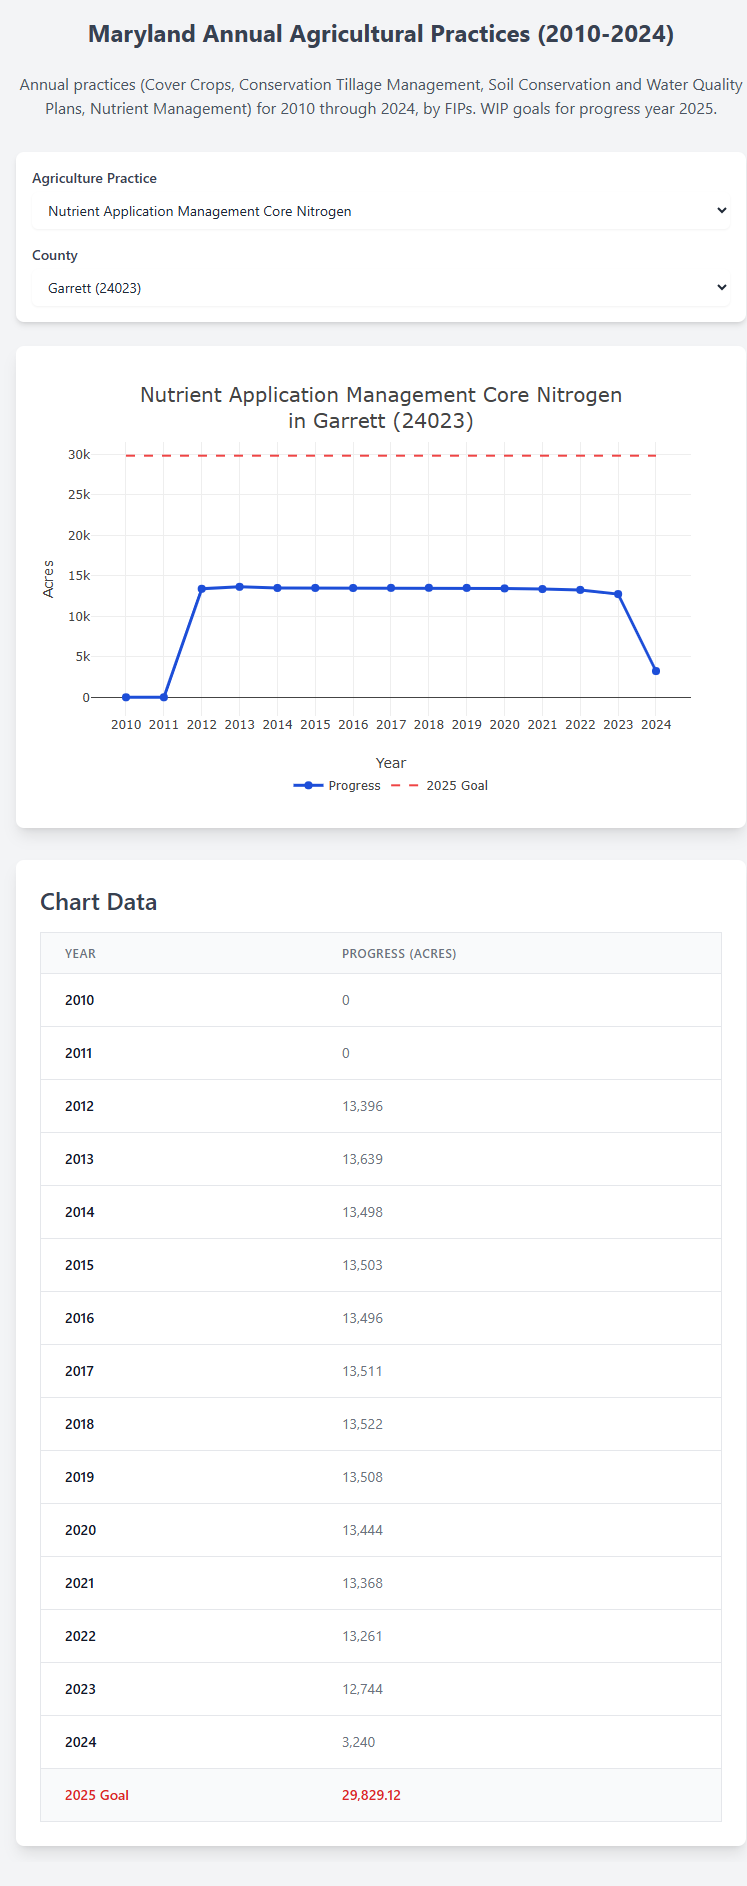 Maryland Annual Agricultural Practices (2010-2024)
Annual practices (Cover Crops, Conservation Tillage Management, Soil Conservation and Water Quality
Plans, Nutrient Management) for 2010 through 2024, by FIPs. WIP goals for progress year 2025.
Agriculture Practice
Nutrient Application Management Core Nitrogen
County
Garrett (24023)
Nutrient Application Management Core Nitrogen
in Garrett (24023)
30k
25k
20k
15k
10k
5k
0
Acres
2010 2011 2012 2013 2014 2015 2016 2017 2018 2019 2020 2021 2022 2023 2024
Year
Progress 2025 Goal
Chart Data
YEAR PROGRESS (ACRES)
2010 0
2011 0
2012 13,396
2013 13,639
2014 13,498
2015 13,503
2016 13,496
2017 13,511
2018 13,522
2019 13,508
2020 13,444
2021 13,368
2022 13,261
2023 12,744
2024 3,240
2025 Goal 29,829.12